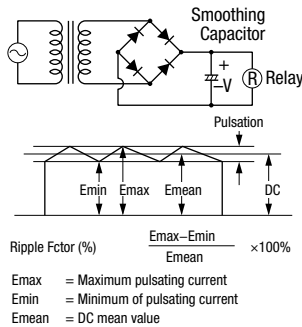 Smoothing
Capacitor
+
–V
R Relay
Pulsation
Emin Emax Emean DC
Ripple Fctor (%) Emax–Emin / Emean ×100%
Emax = Maximum pulsating current
Emin = Minimum of pulsating current
Emean = DC mean value